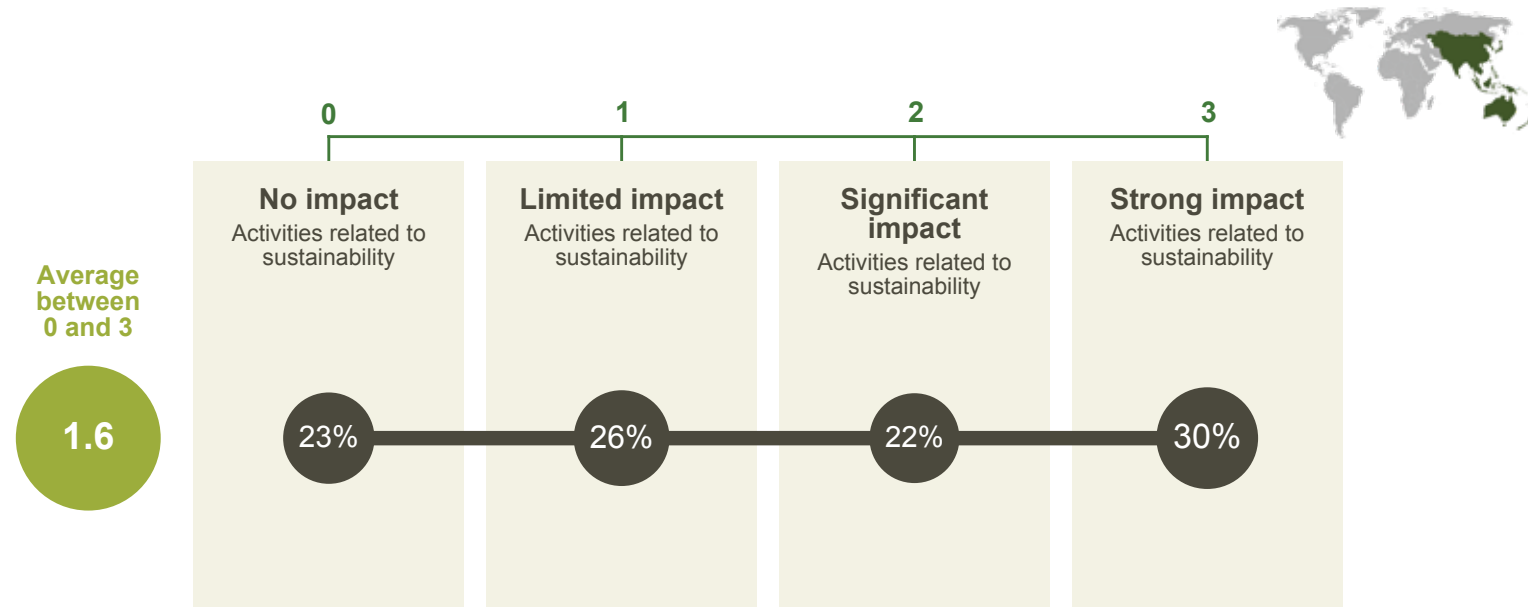 0
1
2
3
No impact
Activities related to
sustainability
Limited impact
Activities related to
sustainability
Significant
impact
Activities related to
sustainability
Strong impact
Activities related to
sustainability
Average
between
0 and 3
1.6
23%
26%
22%
30%